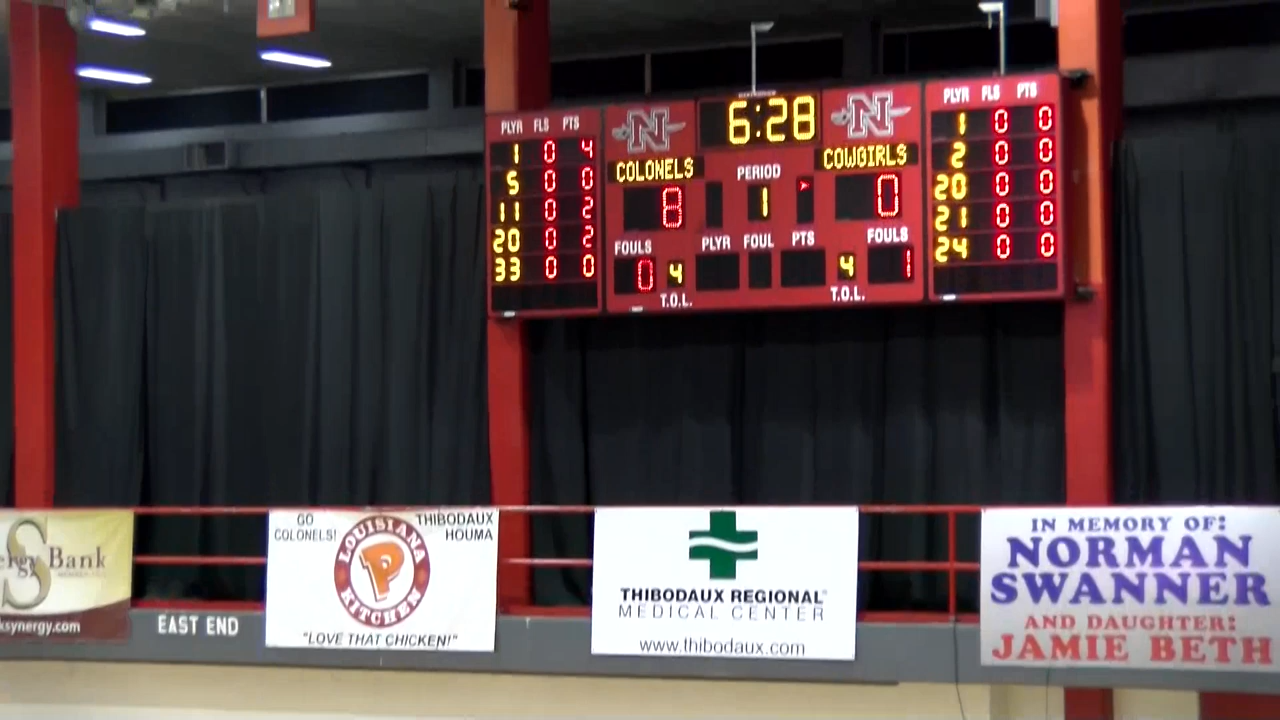 PLYR FLS PTS
1 0 4
5 0 0
11 0 2
20 0 2
33 0 0
N
6:28
N
COLONELS
COWGIRLS
PERIOD
8 1 0
FOULS PLYR FOUL PTS FOULS
0 4 4 1
T.O.L. T.O.L.
PLYR FLS PTS
1 0 0
2 0 0
20 0 0
21 0 0
24 0 0
S
ergy Bank
ksynergy.com
EAST END
GO
COLONELS!
THIBODAUX
HOUMA
LOUISIANA
P
KITCHEN
"LOVE THAT CHICKEN!"
THIBODAUX REGIONAL
MEDICAL CENTER
www.thibodaux.com
IN MEMORY OF:
NORMAN
SWANNER
AND DAUGHTER:
JAMIE BETH